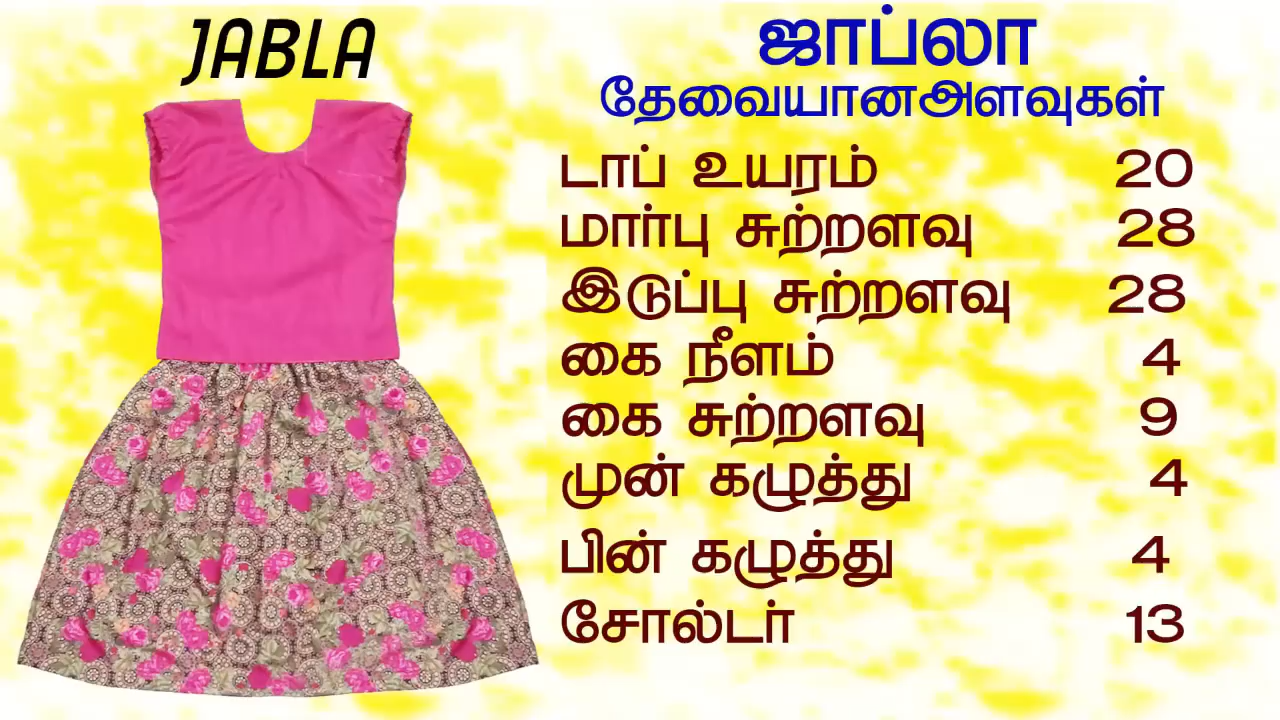 JABLA
ஜாப்லா
தேவையானஅளவுகள்
டாப் உயரம் 20
மார்பு சுற்றளவு 28
இடுப்பு சுற்றளவு 28
கை நீளம் 4
கை சுற்றளவு 9
முன் கழுத்து 4
பின் கழுத்து 4
சோல்டர் 13